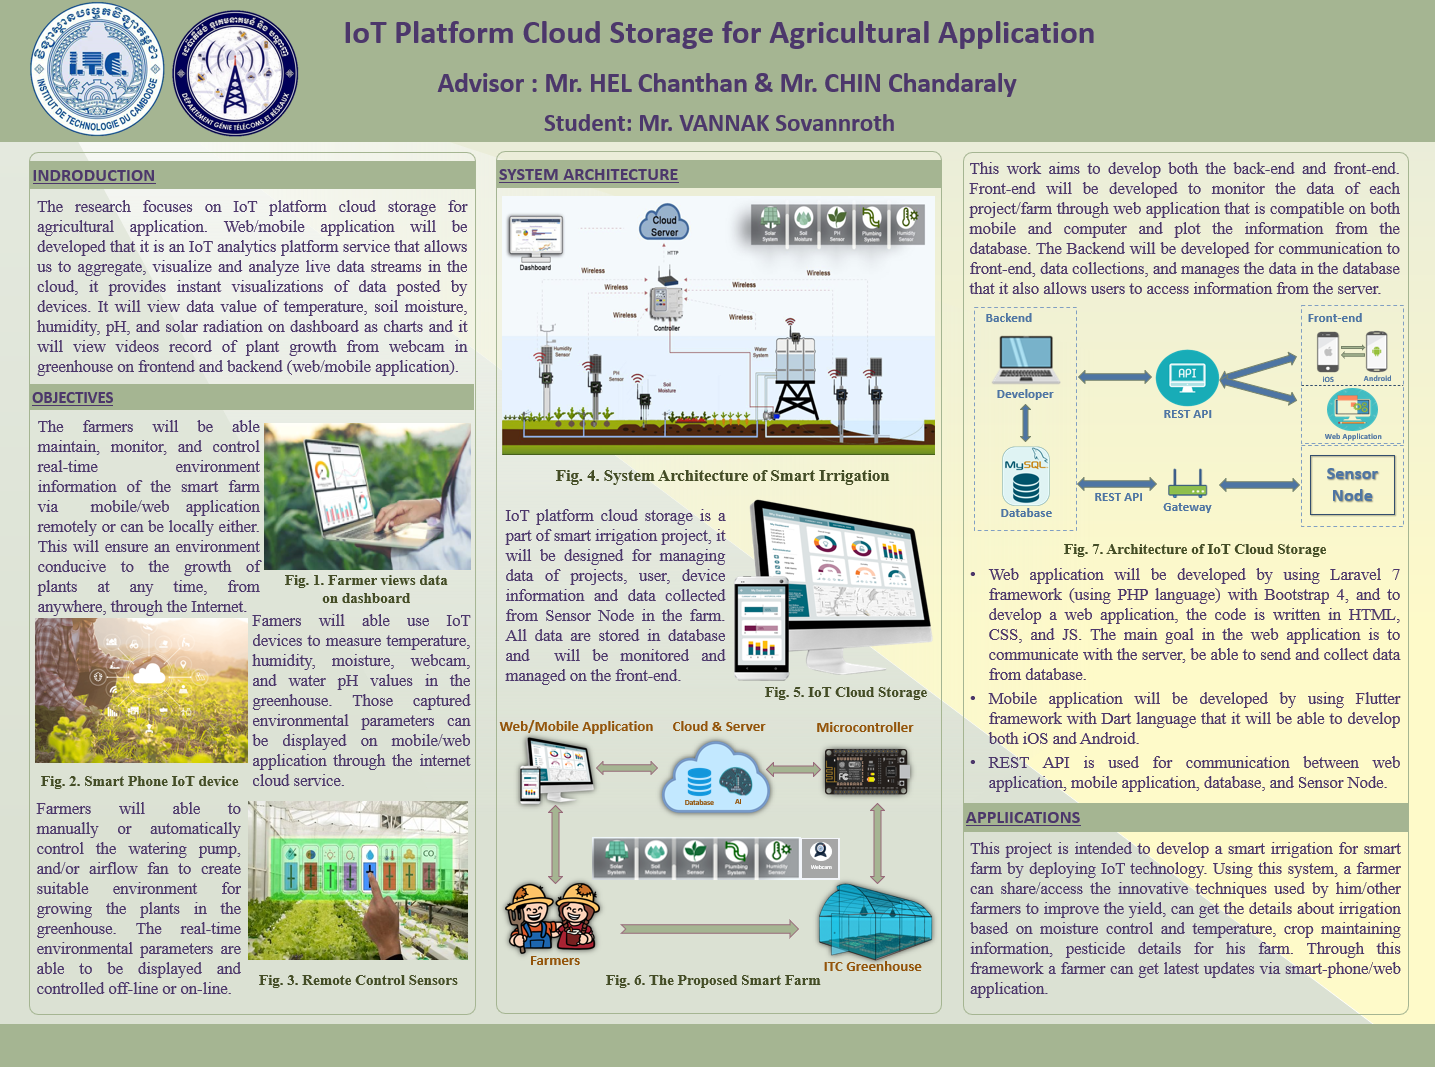 វិទ្យាស្ថានបច្ចេកវិទ្យាកម្ពុជា
I.T.C.
INSTITUT DE TECHNOLOGIE DU CAMBODGE
DÉPARTEMENT GÉNIE TÉLÉCOMS ET RÉSEAUX
IoT Platform Cloud Storage for Agricultural Application
Advisor : Mr. HEL Chanthan & Mr. CHIN Chandaraly
Student: Mr. VANNAK Sovannroth
INDRODUCTION
The research focuses on IoT platform cloud storage for
agricultural application. Web/mobile application will be
developed that it is an IoT analytics platform service that allows
us to aggregate, visualize and analyze live data streams in the
cloud, it provides instant visualizations of data posted by
devices. It will view data value of temperature, soil moisture,
humidity, pH, and solar radiation on dashboard as charts and it
will view videos record of plant growth from webcam in
greenhouse on frontend and backend (web/mobile application).
OBJECTIVES
The farmers will be able
maintain, monitor, and control
real-time environment
information of the smart farm
via mobile/web application
remotely or can be locally either.
This will ensure an environment
conducive to the growth of
plants at any time, from
anywhere, through the Internet.
Fig. 1. Farmer views data
on dashboard
Famers will able use IoT
devices to measure temperature,
humidity, moisture, webcam,
and water pH values in the
greenhouse. Those captured
environmental parameters can
be displayed on mobile/web
application through the internet
cloud service.
Fig. 2. Smart Phone IoT device
Farmers will able to
manually or automatically
control the watering pump,
and/or airflow fan to create
suitable environment for
growing the plants in the
greenhouse. The real-time
environmental parameters are
able to be displayed and
controlled off-line or on-line.
CO₂
Fig. 3. Remote Control Sensors
SYSTEM ARCHITECTURE
Dashboard
Cloud
Server
HTTP
Solar
System
Soil
Moisture
PH
Sensor
Plumbing
System
Humidity
Sensor
Wireless
Wireless
Wireless
Wireless
Wireless
Wireless
Wireless
Controller
Humidity
Sensor
PH
Sensor
Soil
Moisture
Water
System
Fig. 4. System Architecture of Smart Irrigation
IoT platform cloud storage is a
part of smart irrigation project, it
will be designed for managing
data of projects, user, device
information and data collected
from Sensor Node in the farm.
All data are stored in database
and will be monitored and
managed on the front-end.
Fig. 5. IoT Cloud Storage
Web/Mobile Application
Cloud & Server
Microcontroller
Database
AI
Solar
System
Soil
Moisture
PH
Sensor
Plumbing
System
Humidity
Sensor
Webcam
Farmers
ITC Greenhouse
Fig. 6. The Proposed Smart Farm
This work aims to develop both the back-end and front-end.
Front-end will be developed to monitor the data of each
project/farm through web application that is compatible on both
mobile and computer and plot the information from the
database. The Backend will be developed for communication to
front-end, data collections, and manages the data in the database
that it also allows users to access information from the server.
Backend
Developer
MySQL
Database
API
REST API
REST API
Gateway
Front-end
iOS
Android
Web Application
Sensor
Node
Fig. 7. Architecture of IoT Cloud Storage
• Web application will be developed by using Laravel 7
framework (using PHP language) with Bootstrap 4, and to
develop a web application, the code is written in HTML,
CSS, and JS. The main goal in the web application is to
communicate with the server, be able to send and collect data
from database.
• Mobile application will be developed by using Flutter
framework with Dart language that it will be able to develop
both iOS and Android.
• REST API is used for communication between web
application, mobile application, database, and Sensor Node.
APPLIICATIONS
This project is intended to develop a smart irrigation for smart
farm by deploying IoT technology. Using this system, a farmer
can share/access the innovative techniques used by him/other
farmers to improve the yield, can get the details about irrigation
based on moisture control and temperature, crop maintaining
information, pesticide details for his farm. Through this
framework a farmer can get latest updates via smart-phone/web
application.